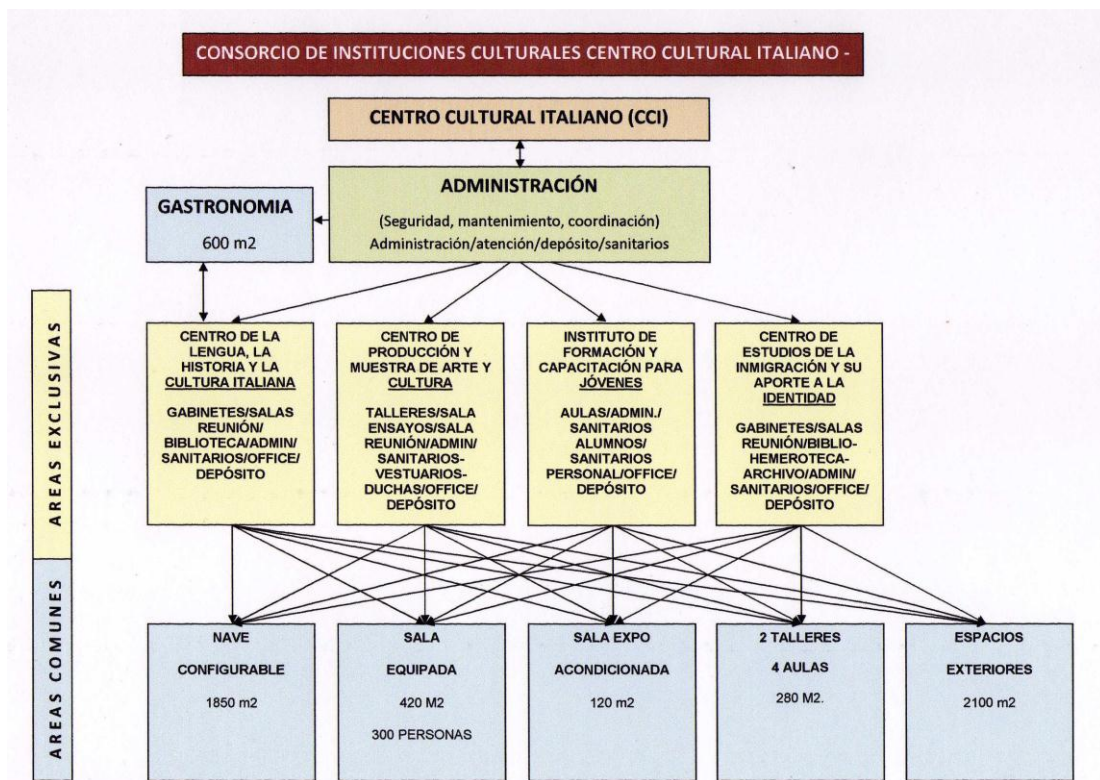 CONSORCIO DE INSTITUCIONES CULTURALES CENTRO CULTURAL ITALIANO -
CENTRO CULTURAL ITALIANO (CCI)
ADMINISTRACIÓN
(Seguridad, mantenimiento, coordinación)
Administración/atención/depósito/sanitarios
GASTRONOMIA
600 m2
AREAS EXCLUSIVAS
CENTRO DE LA
LENGUA, LA
HISTORIA Y LA
CULTURA ITALIANA
GABINETES/SALAS
REUNIÓN/
BIBLIOTECA/ADMIN/
SANITARIOS/OFFICE/
DEPÓSITO
CENTRO DE
PRODUCCIÓN Y
MUESTRA DE ARTE Y
CULTURA
TALLERES/SALA
ENSAYOS/SALA
REUNIÓN/ADMIN/
SANITARIOS-
VESTUARIOS-
DUCHAS/OFFICE/
DEPÓSITO
INSTITUTO DE
FORMACIÓN Y
CAPACITACIÓN PARA
JÓVENES
AULAS/ADMIN./
SANITARIOS
ALUMNOS/
SANITARIOS
PERSONAL/OFFICE/
DEPÓSITO
CENTRO DE
ESTUDIOS DE LA
INMIGRACIÓN Y SU
APORTE A LA
IDENTIDAD
GABINETES/SALAS
REUNIÓN/BIBLIO-
HEMEROTECA-
ARCHIVO/ADMIN/
SANITARIOS/OFFICE/
DEPÓSITO
AREAS COMUNES
NAVE
CONFIGURABLE
1850 m2
SALA
EQUIPADA
420 M2
300 PERSONAS
SALA EXPO
ACONDICIONADA
120 m2
2 TALLERES
4 AULAS
280 M2.
ESPACIOS
EXTERIORES
2100 m2